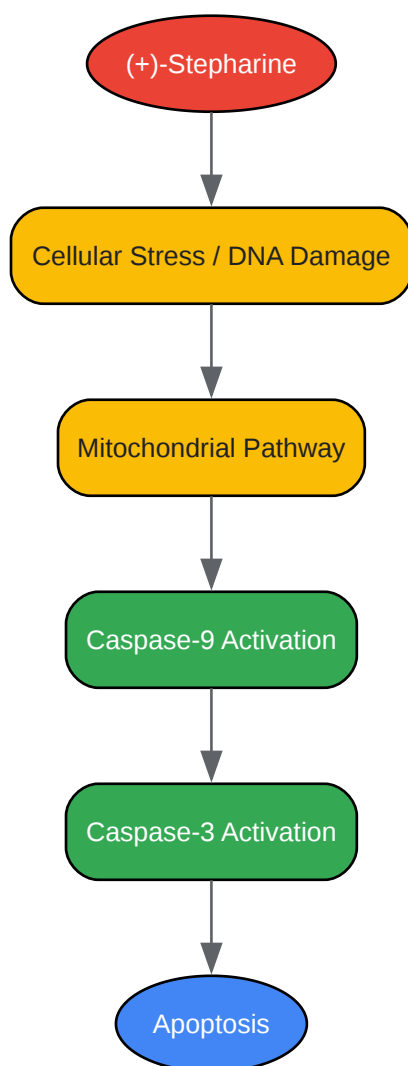 (+)-Stepharine
Cellular Stress / DNA Damage
Mitochondrial Pathway
Caspase-9 Activation
Caspase-3 Activation
Apoptosis